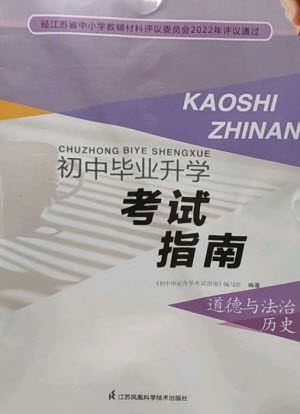 经江苏省中小学教辅材料评议委员会2022年评议通过
KAOSHI
ZHINAN
CHUZHONG BIYE SHENGXUE
初中毕业升学
考试
指南
《初中毕业升学考试指南》编写组 编著
道德与法治
历史
江苏凤凰科学技术出版社